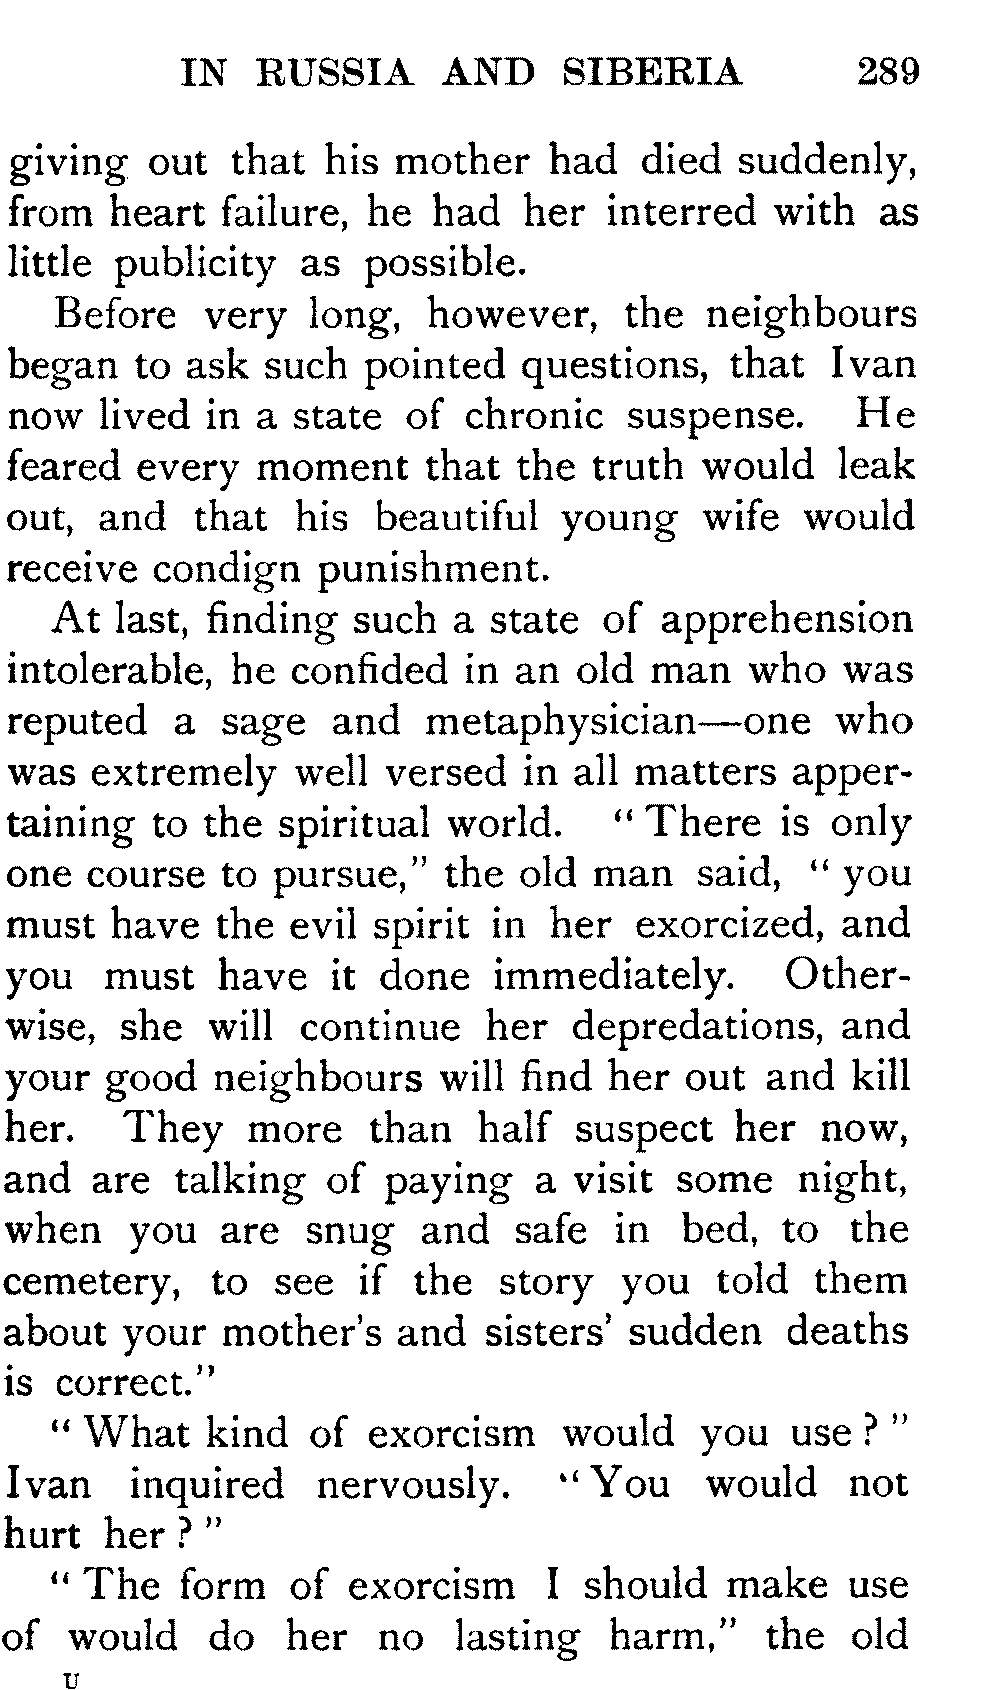 IN RUSSIA AND SIBERIA 289
giving out that his mother had died suddenly,
from heart failure, he had her interred with as
little publicity as possible.
Before very long, however, the neighbours
began to ask such pointed questions, that Ivan
now lived in a state of chronic suspense. He
feared every moment that the truth would leak
out, and that his beautiful young wife would
receive condign punishment.
At last, finding such a state of apprehension
intolerable, he confided in an old man who was
reputed a sage and metaphysician—one who
was extremely well versed in all matters apper-
taining to the spiritual world. “There is only
one course to pursue,” the old man said, “you
must have the evil spirit in her exorcized, and
you must have it done immediately. Other-
wise, she will continue her depredations, and
your good neighbours will find her out and kill
her. They more than half suspect her now,
and are talking of paying a visit some night,
when you are snug and safe in bed, to the
cemetery, to see if the story you told them
about your mother’s and sisters’ sudden deaths
is correct.”
“What kind of exorcism would you use?”
Ivan inquired nervously. “You would not
hurt her?”
“The form of exorcism I should make use
of would do her no lasting harm,” the old
U